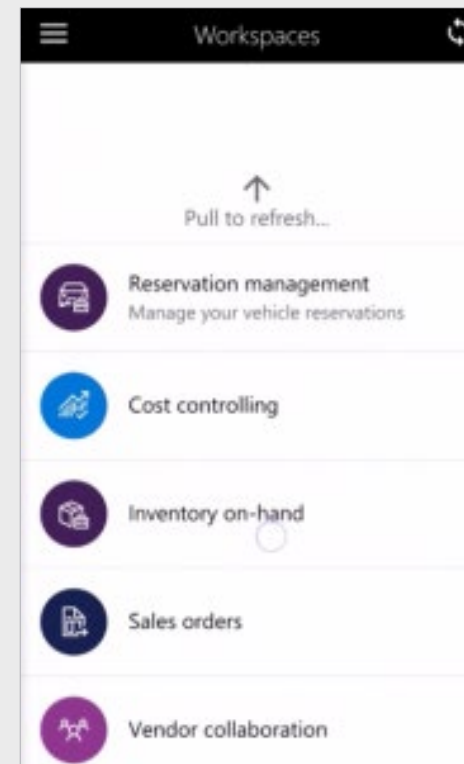 Workspaces
Pull to refresh...
Reservation management
Manage your vehicle reservations
Cost controlling
Inventory on-hand
Sales orders
Vendor collaboration